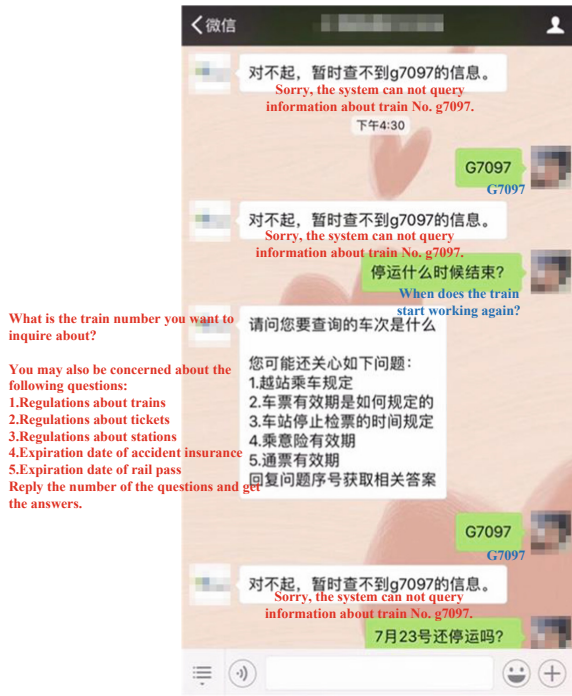 微信
对不起，暂时查不到g7097的信息。
Sorry, the system can not query
information about train No. g7097.
下午4:30
G7097
G7097
对不起，暂时查不到g7097的信息。
Sorry, the system can not query
information about train No. g7097.
停运什么时候结束？
When does the train
start working again?
What is the train number you want to
inquire about?
You may also be concerned about the
following questions:
1.Regulations about trains
2.Regulations about tickets
3.Regulations about stations
4.Expiration date of accident insurance
5.Expiration date of rail pass
Reply the number of the questions and get
the answers.
请问您要查询的车次是什么
您可能还关心如下问题：
1.越站乘车规定
2.车票有效期是如何规定的
3.车站停止检票的时间规定
4.乘意险有效期
5.通票有效期
回复问题序号获取相关答案
G7097
G7097
对不起，暂时查不到g7097的信息。
Sorry, the system can not query
information about train No. g7097.
7月23号还停运吗？